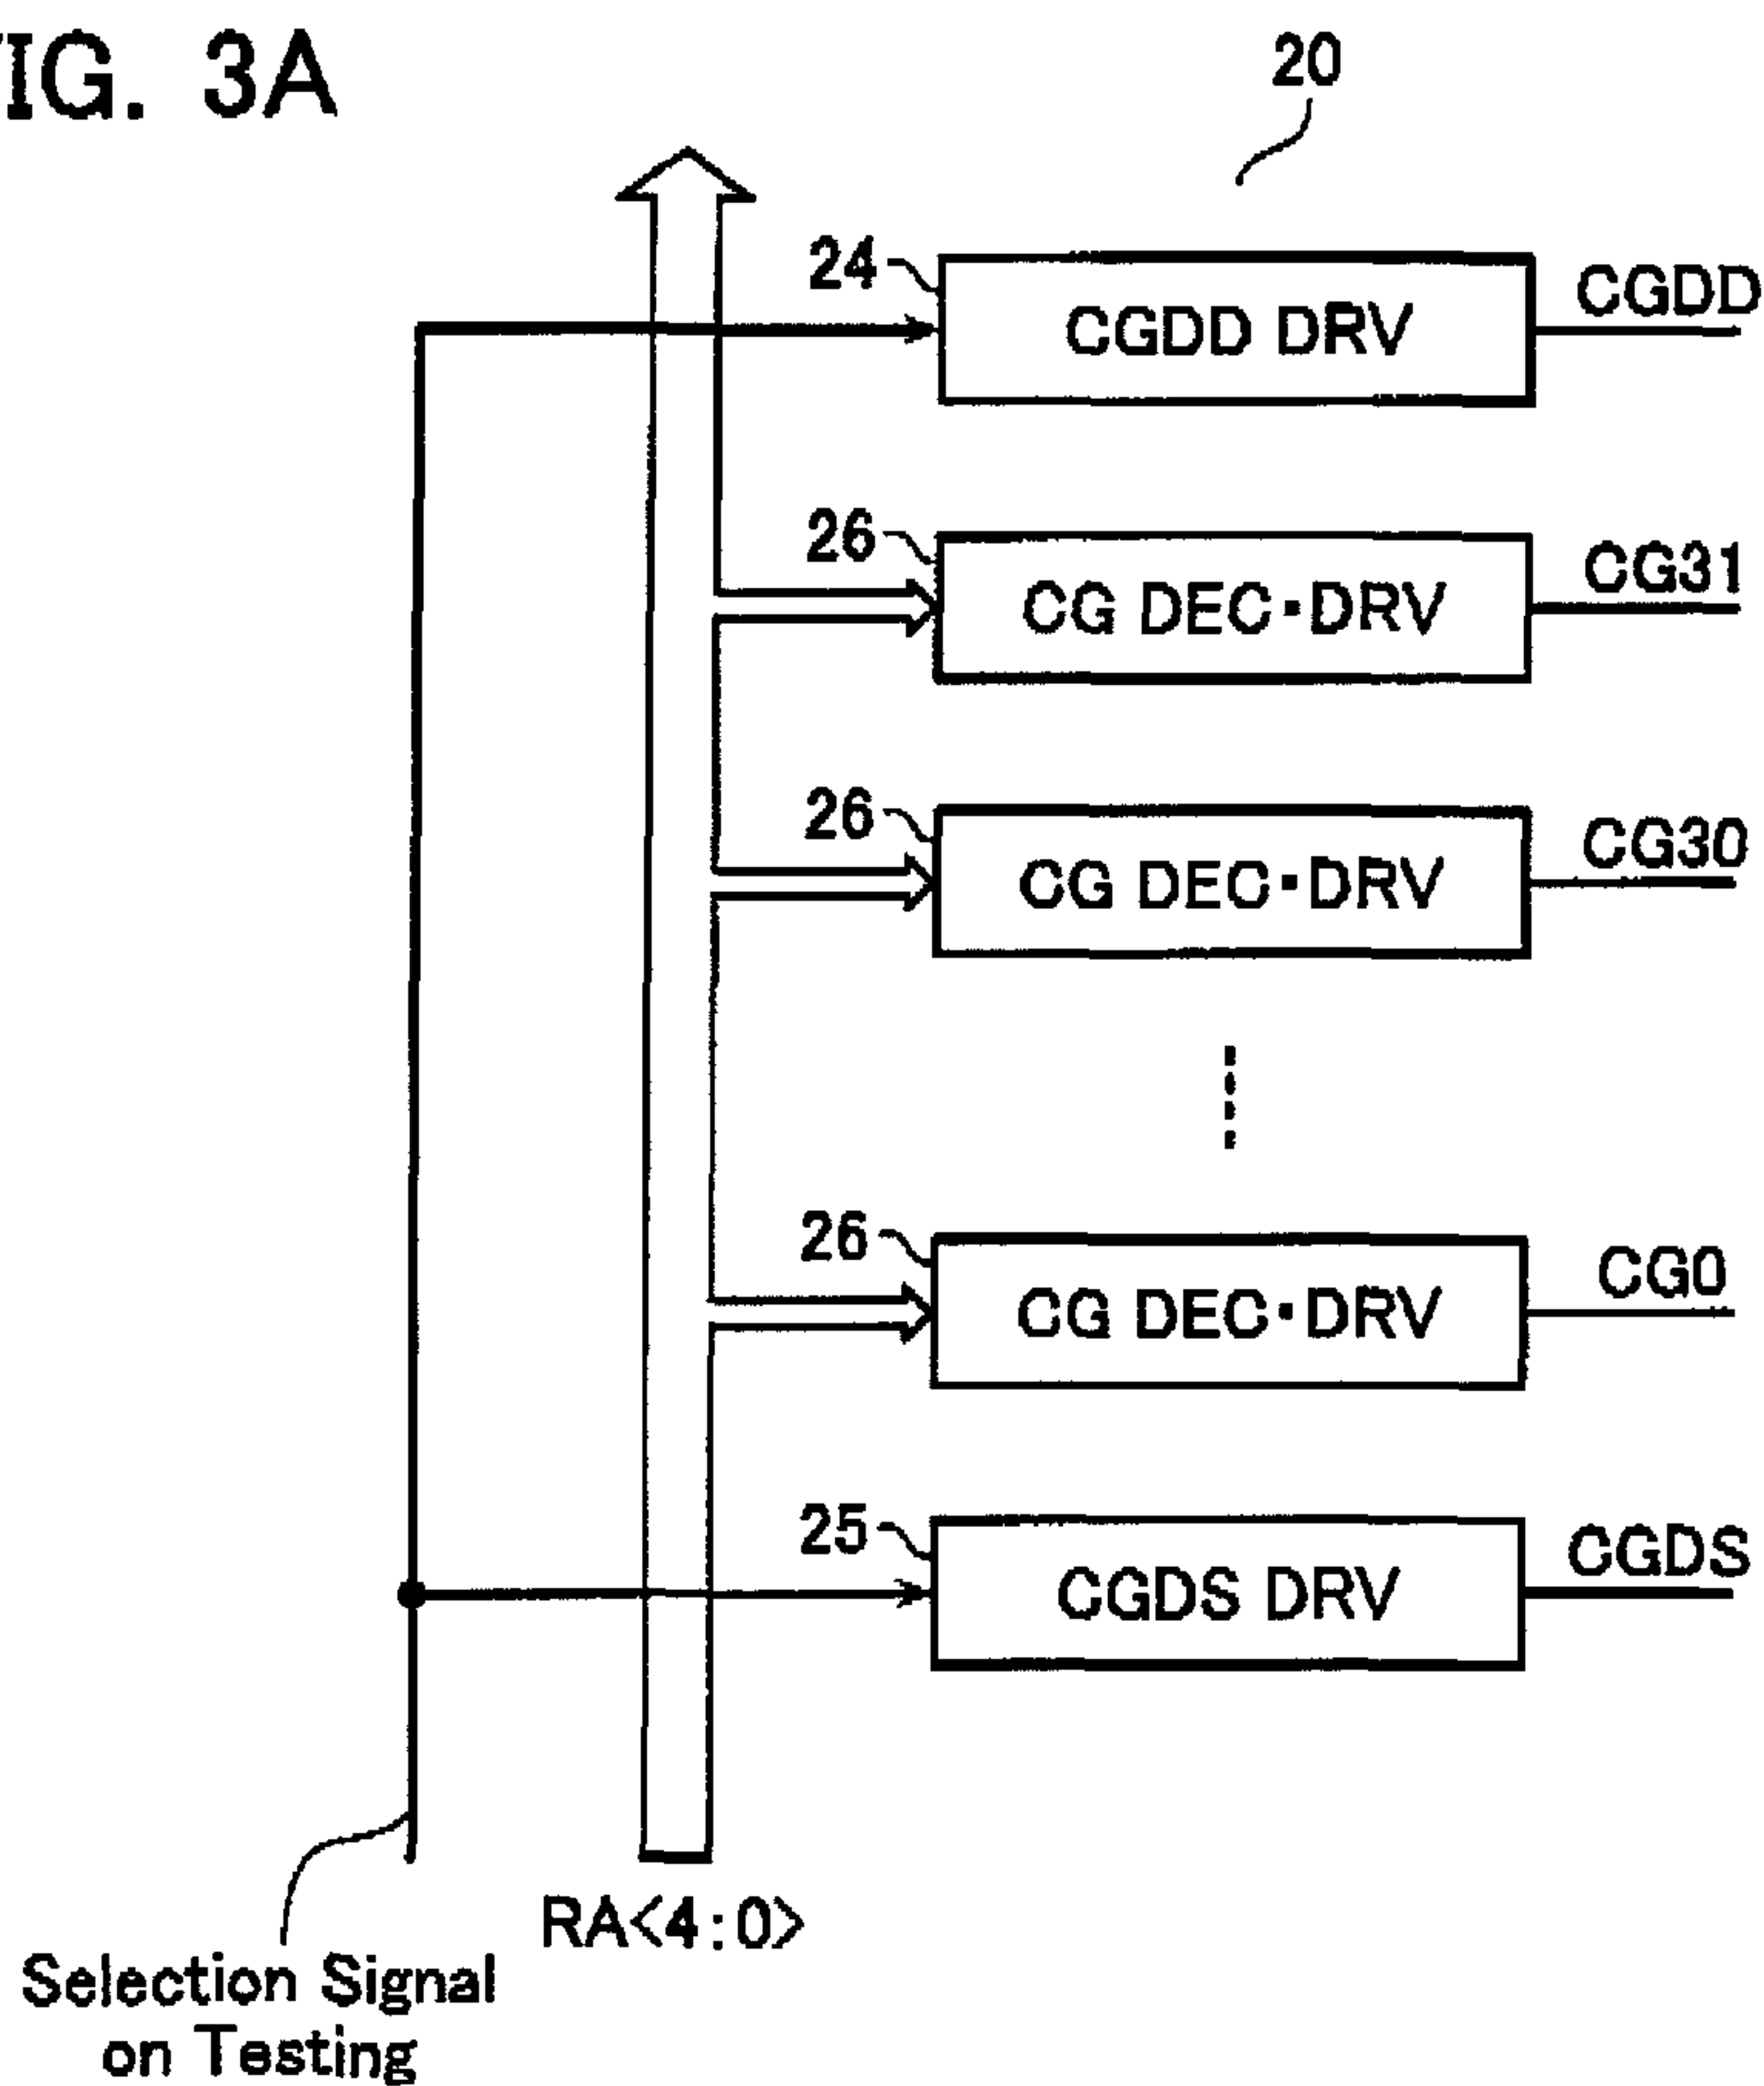 IG. 3A
20
24
CGDD DRV
CGDD
26
CG DEC·DRV
CG31
26
CG DEC·DRV
CG30
26
CG DEC·DRV
CG0
25
CGDS DRV
CGDS
RA<4:0>
Selection Signal
on Testing